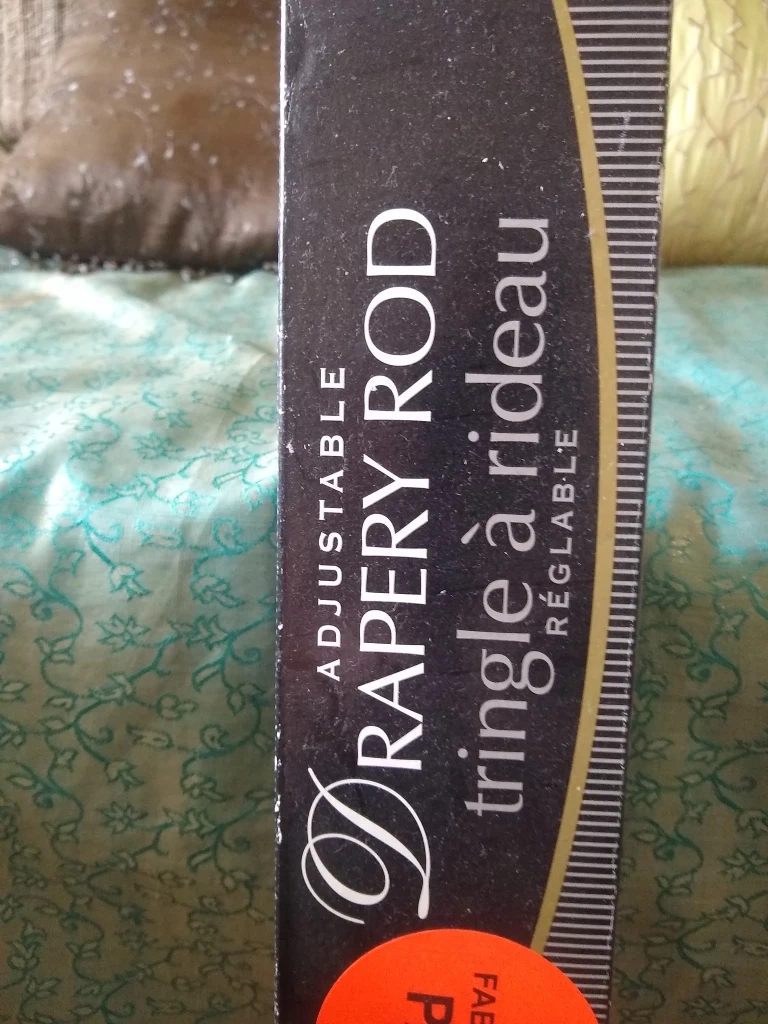 ADJUSTABLE
DRAPERY ROD
tringle à rideau
RÉGLABLE